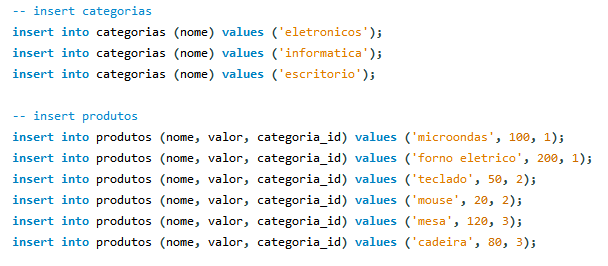 -- insert categorias
insert into categorias (nome) values ('eletronicos');
insert into categorias (nome) values ('informatica');
insert into categorias (nome) values ('escritorio');
-- insert produtos
insert into produtos (nome, valor, categoria_id) values ('microondas', 100, 1);
insert into produtos (nome, valor, categoria_id) values ('forno eletrico', 200, 1);
insert into produtos (nome, valor, categoria_id) values ('teclado', 50, 2);
insert into produtos (nome, valor, categoria_id) values ('mouse', 20, 2);
insert into produtos (nome, valor, categoria_id) values ('mesa', 120, 3);
insert into produtos (nome, valor, categoria_id) values ('cadeira', 80, 3);